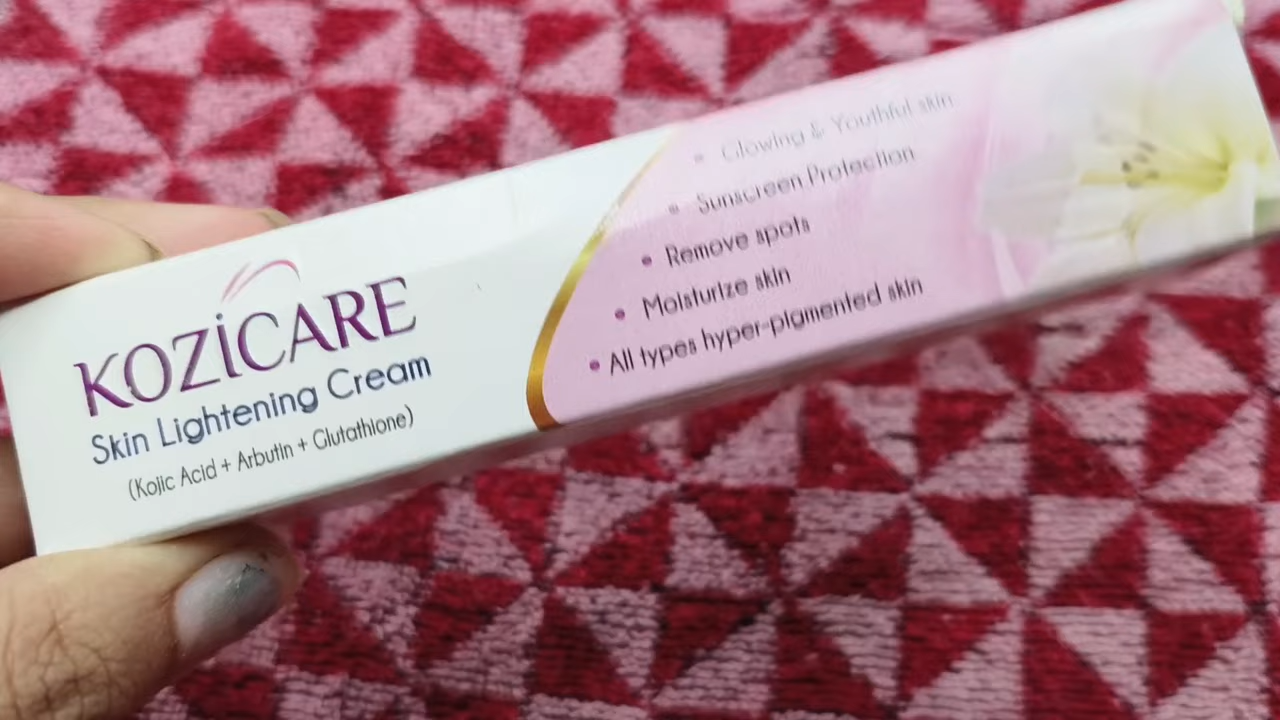 KOZiCARE
Skin Lightening Cream
(Kojic Acid + Arbutin + Glutathione)
• Glowing & Youthful skin
• Sunscreen Protection
• Remove spots
• Moisturize skin
• All types hyper-pigmented skin